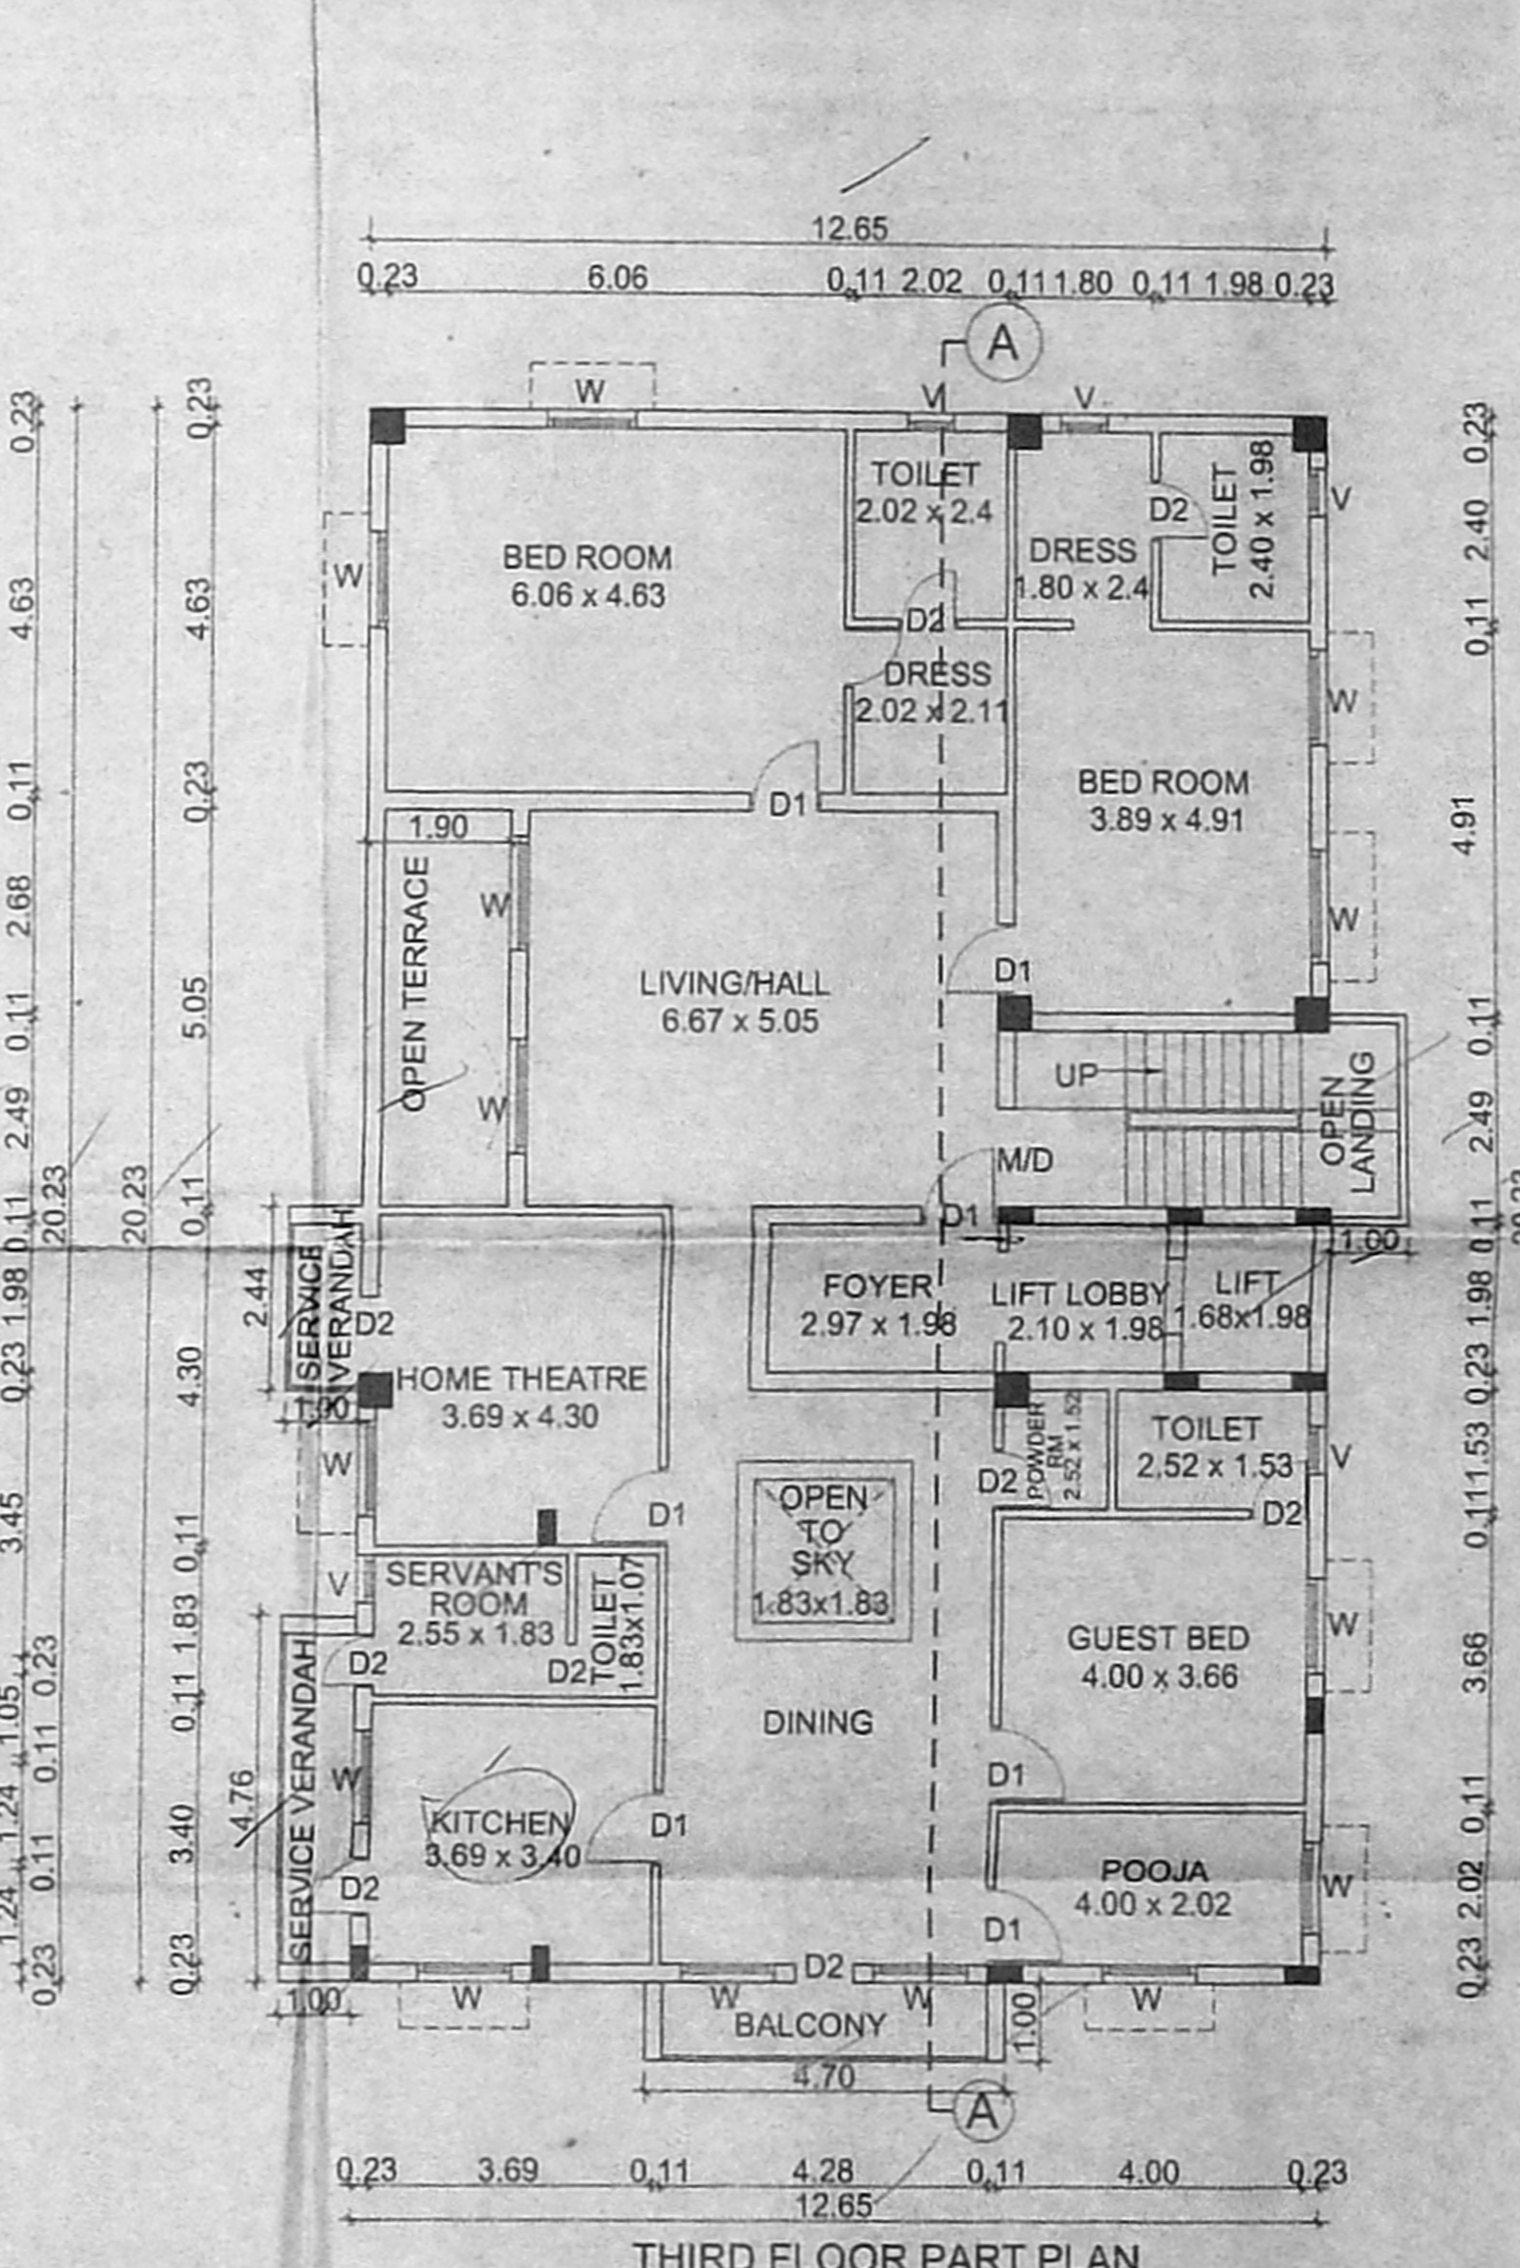 12.65
0.23 6.06 0.11 2.02 0.11 1.80 0.11 1.98 0.23
A
W V V
0.23 0.23 0.23
TOILET
2.02 x 2.4
TOILET
2.40 x 1.98
D2
V
BED ROOM
6.06 x 4.63
W
DRESS
1.80 x 2.4
2.40
4.63 4.63
D2
0.11
DRESS
2.02 x 2.11
W
BED ROOM
3.89 x 4.91
D1
0.11 0.23
4.91
1.90
OPEN TERRACE
W
W
2.68
LIVING/HALL
6.67 x 5.05
D1
0.11 5.05 0.11
UP
OPEN
LANDING
W
2.49 2.49
M/D
20.23 20.23
0.11 0.11 0.11
D1
1.00
SERVICE
VERANDAH
2.44
D2
FOYER
2.97 x 1.98
LIFT LOBBY
2.10 x 1.98
LIFT
1.68x1.98
1.98 1.98
0.23 4.30 0.23
HOME THEATRE
3.69 x 4.30
1.00
POWDER
RM
2.52 x 1.52
TOILET
2.52 x 1.53
V
1.53
W
D2
D2
D1
OPEN
TO
SKY
1.83x1.83
3.45 0.11 0.11
V
SERVANT'S
ROOM
2.55 x 1.83
TOILET
1.83x1.07
D2
D2
1.83
W
GUEST BED
4.00 x 3.66
3.66
0.23
1.05 0.11
DINING
SERVICE VERANDAH
4.76
W
D1
0.11
1.24
KITCHEN
3.69 x 3.40
D1
3.40
0.11
0.11
D2
POOJA
4.00 x 2.02
W
2.02
1.24
D1
0.23 0.23 0.23
D2
1.00
W W W W
BALCONY
1.00
4.70
A
0.23 3.69 0.11 4.28 0.11 4.00 0.23
12.65
THIRD FLOOR PART PLAN